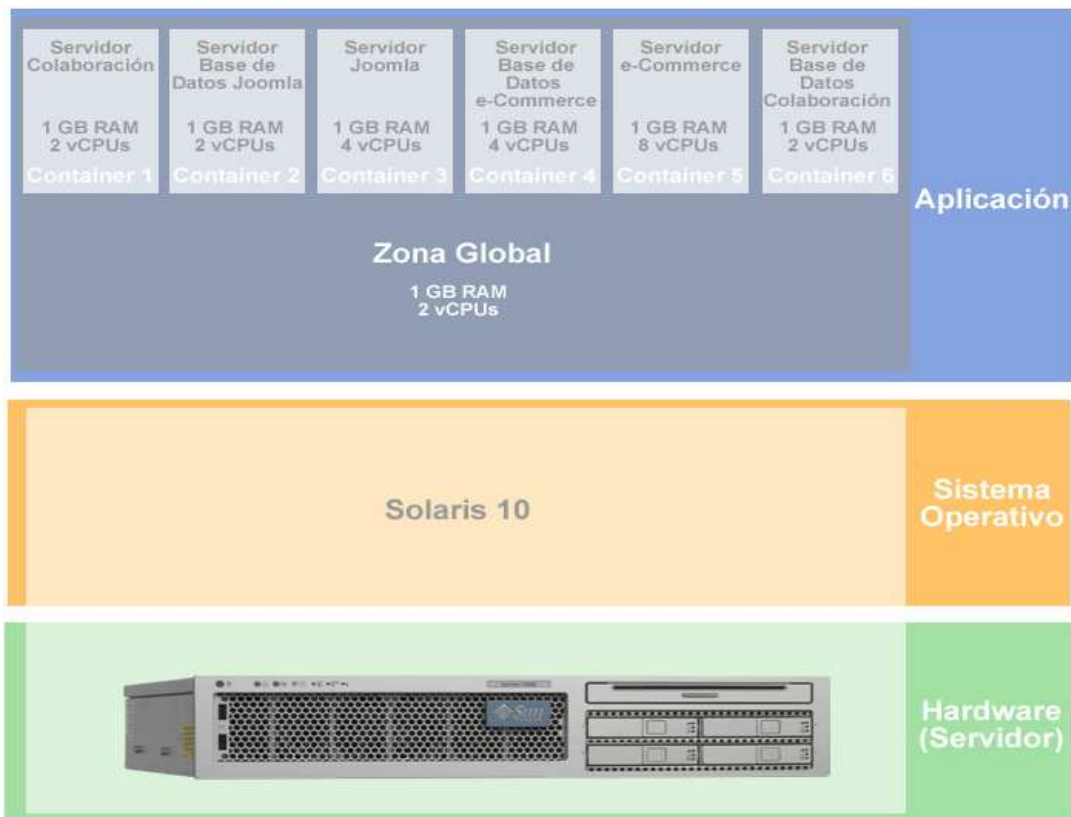 Servidor
Colaboración
1 GB RAM
2 vCPUs
Container 1
Servidor
Base de
Datos Joomla
1 GB RAM
2 vCPUs
Container 2
Servidor
Joomla
1 GB RAM
4 vCPUs
Container 3
Servidor
Base de
Datos
e-Commerce
1 GB RAM
4 vCPUs
Container 4
Servidor
e-Commerce
1 GB RAM
8 vCPUs
Container 5
Servidor
Base de
Datos
Colaboración
1 GB RAM
2 vCPUs
Container 6
Aplicación
Zona Global
1 GB RAM
2 vCPUs
Solaris 10
Sistema
Operativo
Sun
Hardware
(Servidor)